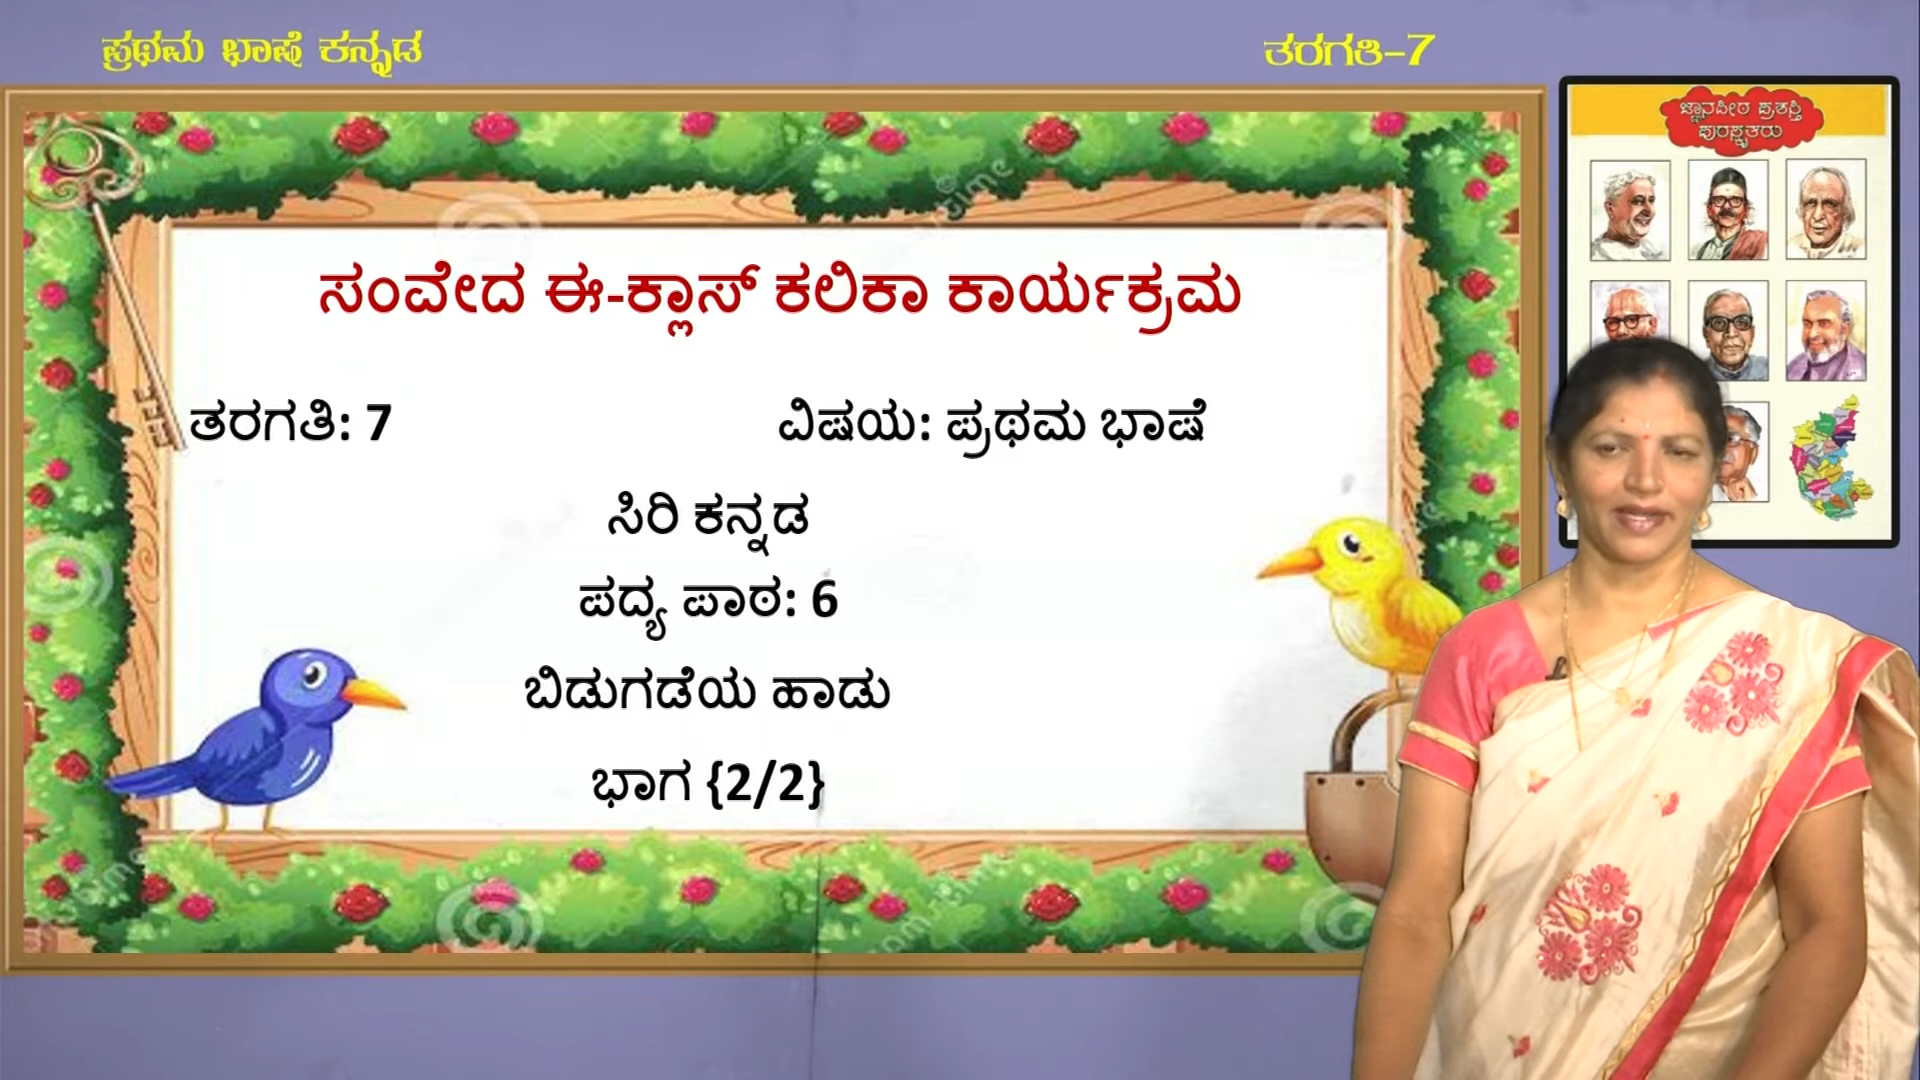 ಪ್ರಥಮ ಭಾಷೆ ಕನ್ನಡ
ತರಗತಿ-7
ಜ್ಞಾನಪೀಠ ಪ್ರಶಸ್ತಿ
ಪುರಸ್ಕೃತರು
ಸಂವೇದ ಈ-ಕ್ಲಾಸ್ ಕಲಿಕಾ ಕಾರ್ಯಕ್ರಮ
ತರಗತಿ: 7 ವಿಷಯ: ಪ್ರಥಮ ಭಾಷೆ
ಸಿರಿ ಕನ್ನಡ
ಪದ್ಯ ಪಾಠ: 6
ಬಿಡುಗಡೆಯ ಹಾಡು
ಭಾಗ {2/2}